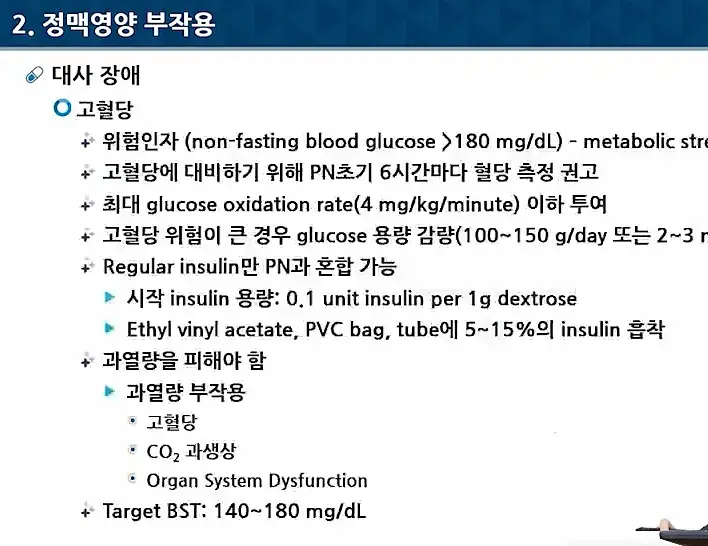 2. 정맥영양 부작용
대사 장애
고혈당
위험인자 (non-fasting blood glucose >180 mg/dL) - metabolic stre
고혈당에 대비하기 위해 PN초기 6시간마다 혈당 측정 권고
최대 glucose oxidation rate(4 mg/kg/minute) 이하 투여
고혈당 위험이 큰 경우 glucose 용량 감량(100~150 g/day 또는 2~3 m
Regular insulin만 PN과 혼합 가능
시작 insulin 용량: 0.1 unit insulin per 1g dextrose
Ethyl vinyl acetate, PVC bag, tube에 5~15%의 insulin 흡착
과열량을 피해야 함
과열량 부작용
고혈당
CO₂ 과생상
Organ System Dysfunction
Target BST: 140~180 mg/dL